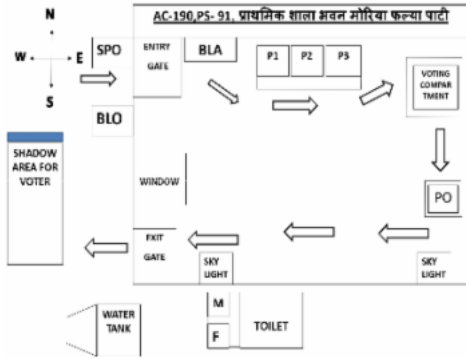 AC-190,PS- 91, प्राथमिक शाला भवन मोरिया फल्या पाटी
N
W
E
S
SPO
ENTRY
GATE
BLA
P1
P2
P3
VOTING
COMPAR
TMENT
BLO
SHADOW
AREA FOR
VOTER
WINDOW
PO
EXIT
GATE
SKY
LIGHT
SKY
LIGHT
WATER
TANK
M
F
TOILET